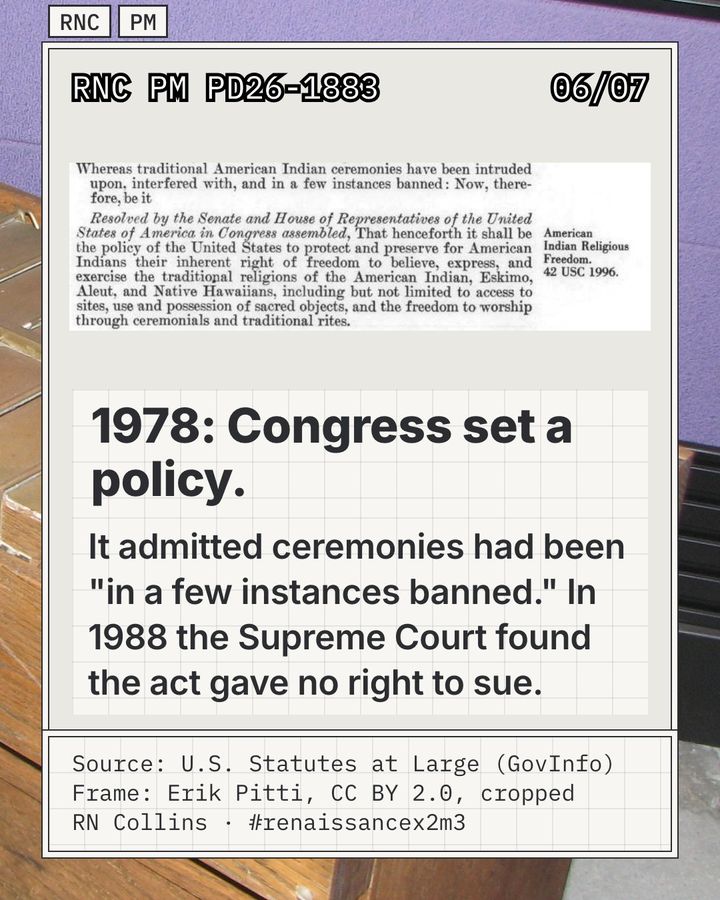 RNC PM
RNC PM PD26-1883 06/07
Whereas traditional American Indian ceremonies have been intruded
upon, interfered with, and in a few instances banned: Now, there-
fore, be it
Resolved by the Senate and House of Representatives of the United
States of America in Congress assembled, That henceforth it shall be
the policy of the United States to protect and preserve for American
Indians their inherent right of freedom to believe, express, and
exercise the traditional religions of the American Indian, Eskimo,
Aleut, and Native Hawaiians, including but not limited to access to
sites, use and possession of sacred objects, and the freedom to worship
through ceremonials and traditional rites.
American
Indian Religious
Freedom.
42 USC 1996.
1978: Congress set a
policy.
It admitted ceremonies had been
"in a few instances banned." In
1988 the Supreme Court found
the act gave no right to sue.
Source: U.S. Statutes at Large (GovInfo)
Frame: Erik Pitti, CC BY 2.0, cropped
RN Collins · #renaissancex2m3